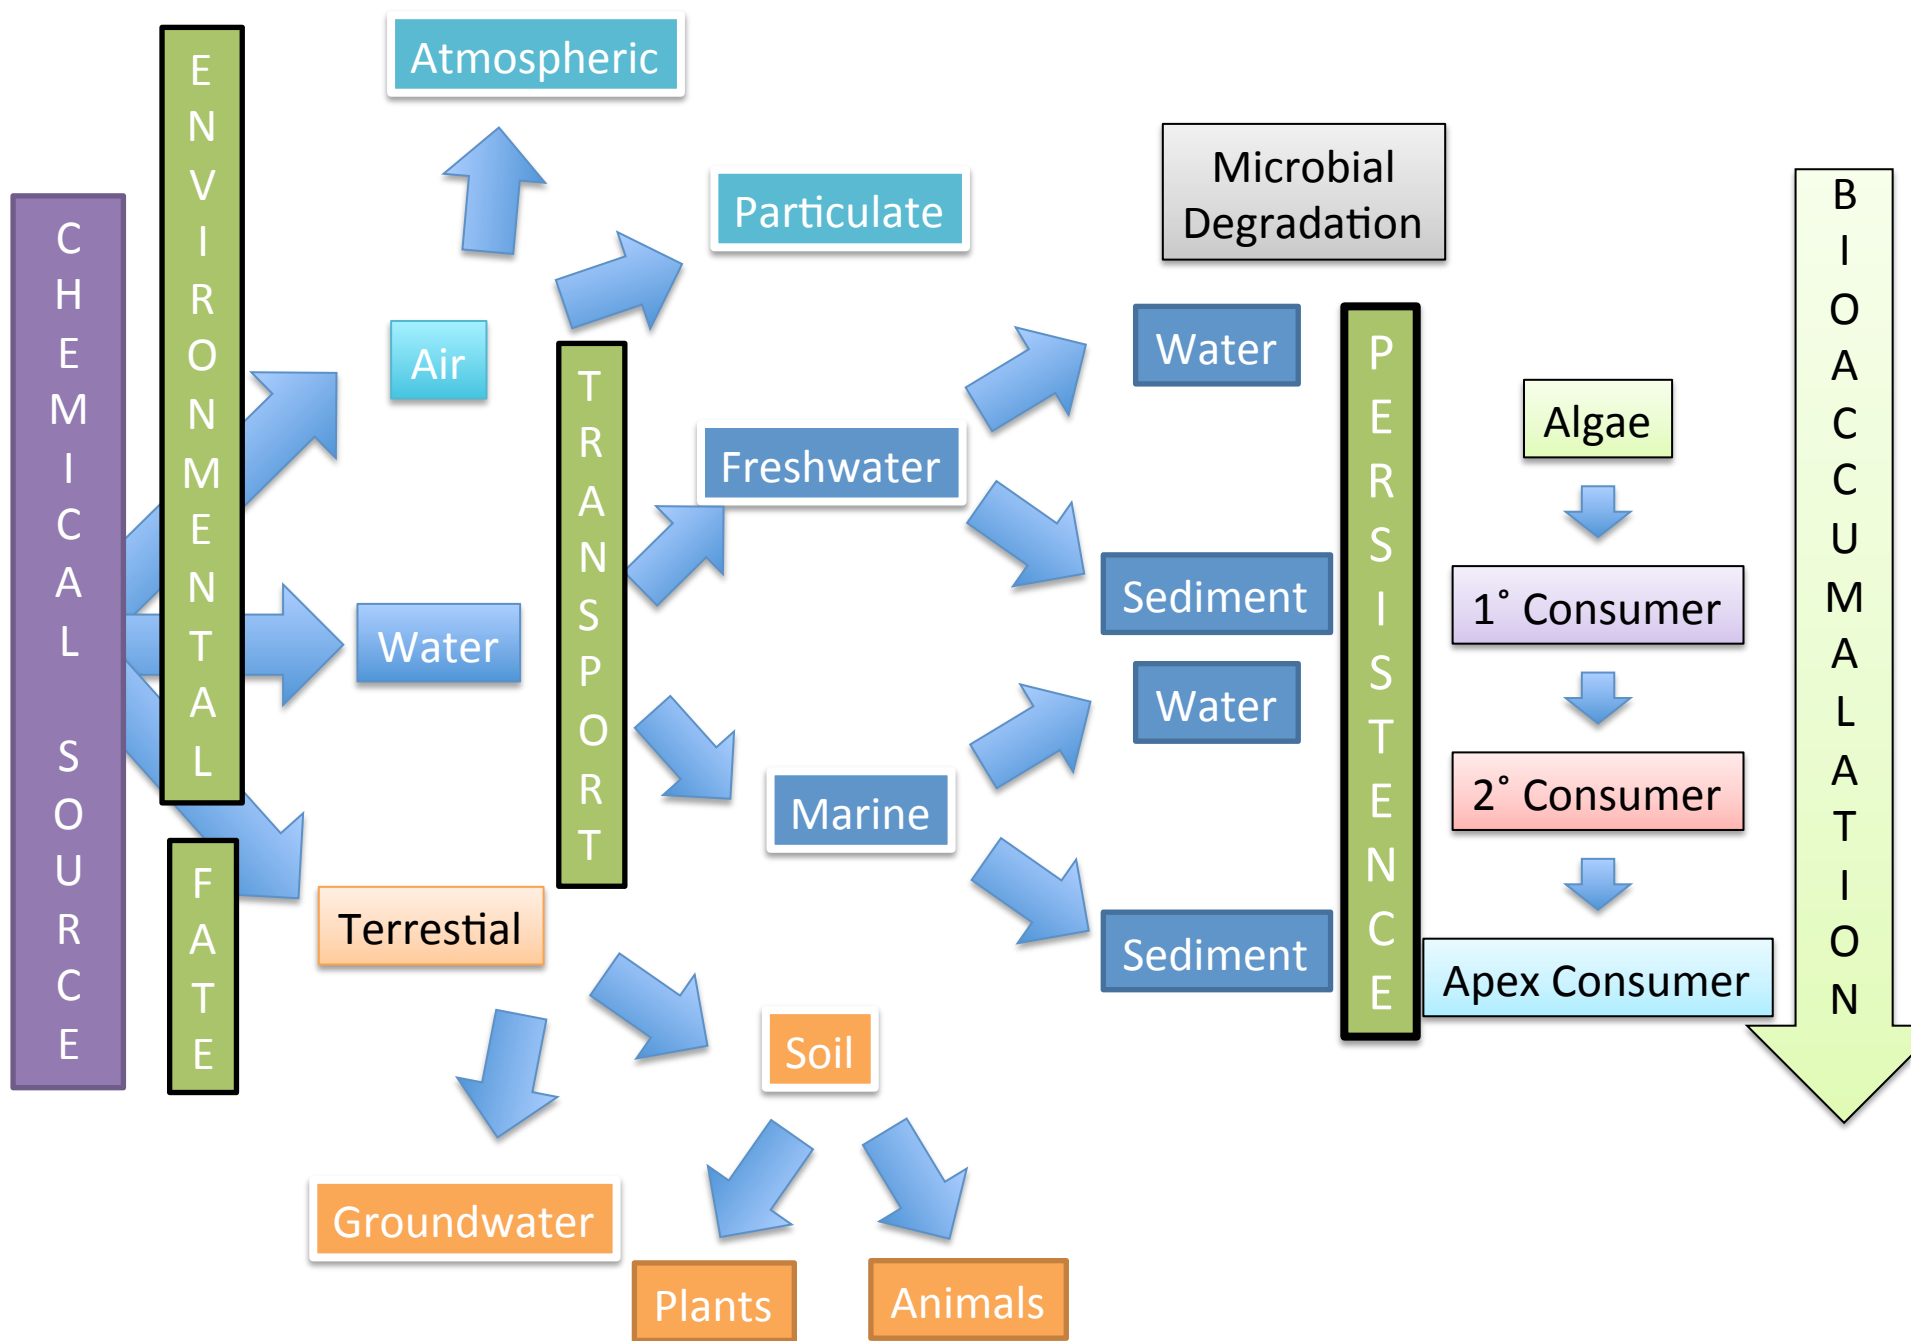 CHEMICAL SOURCE
ENVIRONMENTAL
FATE
Atmospheric
Particulate
Air
Water
Terrestial
TRANSPORT
Freshwater
Marine
Soil
Groundwater
Plants
Animals
Microbial
Degradation
Water
Sediment
Water
Sediment
PERSISTENCE
Algae
1° Consumer
2° Consumer
Apex Consumer
BIOACCUMALATION